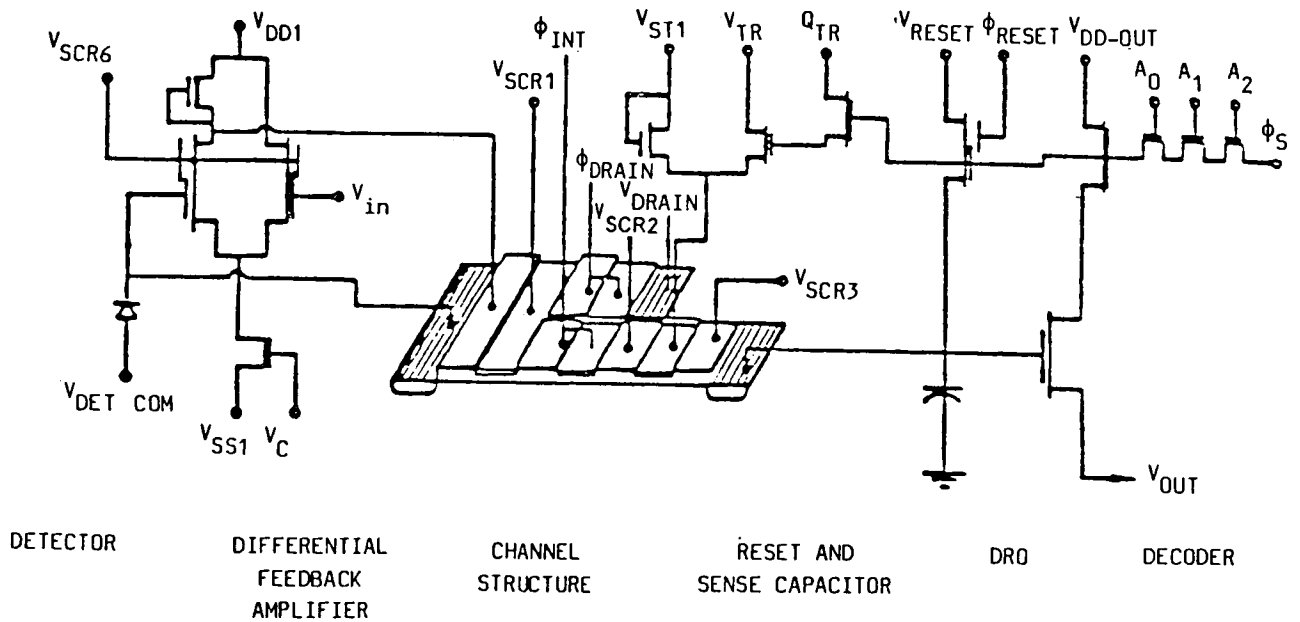 V_SCR6
V_DD1
ϕ_INT
V_SCR1
V_ST1
V_TR
Q_TR
V_RESET
ϕ_RESET
V_DD-OUT
A_0
A_1
A_2
ϕ_S
V_in
ϕ_DRAIN
V_DRAIN
V_SCR2
V_SCR3
V_DET COM
V_SS1
V_C
V_OUT
DETECTOR
DIFFERENTIAL
FEEDBACK
AMPLIFIER
CHANNEL
STRUCTURE
RESET AND
SENSE CAPACITOR
DRO
DECODER